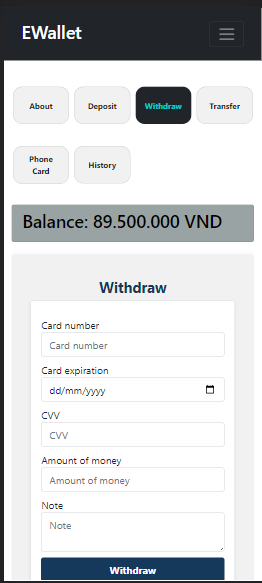 EWallet
About
Deposit
Withdraw
Transfer
Phone
Card
History
Balance: 89.500.000 VND
Withdraw
Card number
Card number
Card expiration
dd/mm/yyyy
CVV
CVV
Amount of money
Amount of money
Note
Note
Withdraw